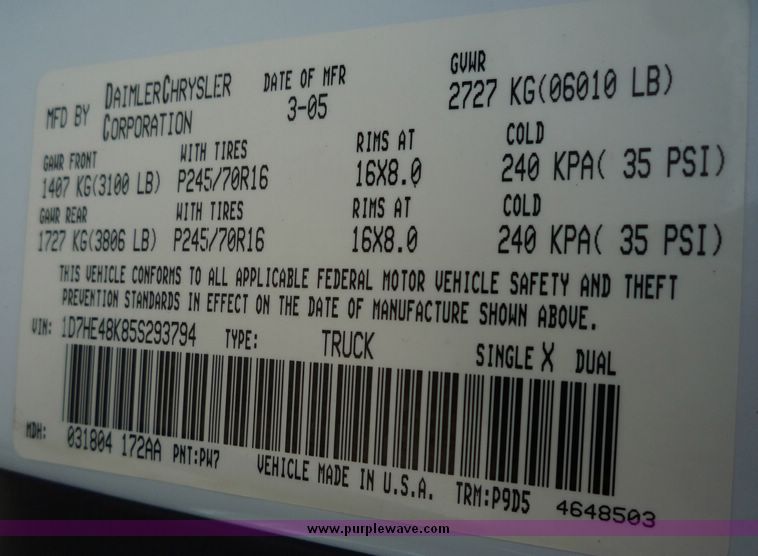 MFD BY DAIMLERCHRYSLER CORPORATION DATE OF MFR 3-05 GVWR 2727 KG(06010 LB)
GAWR FRONT WITH TIRES RIMS AT COLD
1407 KG(3100 LB) P245/70R16 16X8.0 240 KPA( 35 PSI)
GAWR REAR WITH TIRES RIMS AT COLD
1727 KG(3806 LB) P245/70R16 16X8.0 240 KPA( 35 PSI)
THIS VEHICLE CONFORMS TO ALL APPLICABLE FEDERAL MOTOR VEHICLE SAFETY AND THEFT
PREVENTION STANDARDS IN EFFECT ON THE DATE OF MANUFACTURE SHOWN ABOVE.
VIN: 1D7HE48K85S293794 TYPE: TRUCK SINGLE X DUAL
MDH: 031804 172AA PNT:PW7 VEHICLE MADE IN U.S.A. TRM:P9D5 4648503
www.purplewave.com